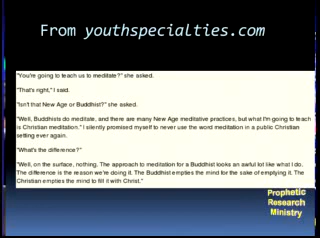 From youthspecialties.com
"You're going to teach us to meditate?" she asked.
"That's right," I said.
"Isn't that New Age or Buddhist?" she asked.
"Well, Buddhists do meditate, and there are many New Age meditative practices, but what I'm going to teach
is Christian meditation." I silently promised myself to never use the word meditation in a public Christian
setting ever again.
"What's the difference?"
"Well, on the surface, nothing. The approach to meditation for a Buddhist looks an awful lot like what I do.
The difference is the reason we're doing it. The Buddhist empties the mind for the sake of emptying it. The
Christian empties the mind to fill it with Christ."
Prophetic
Research
Ministry